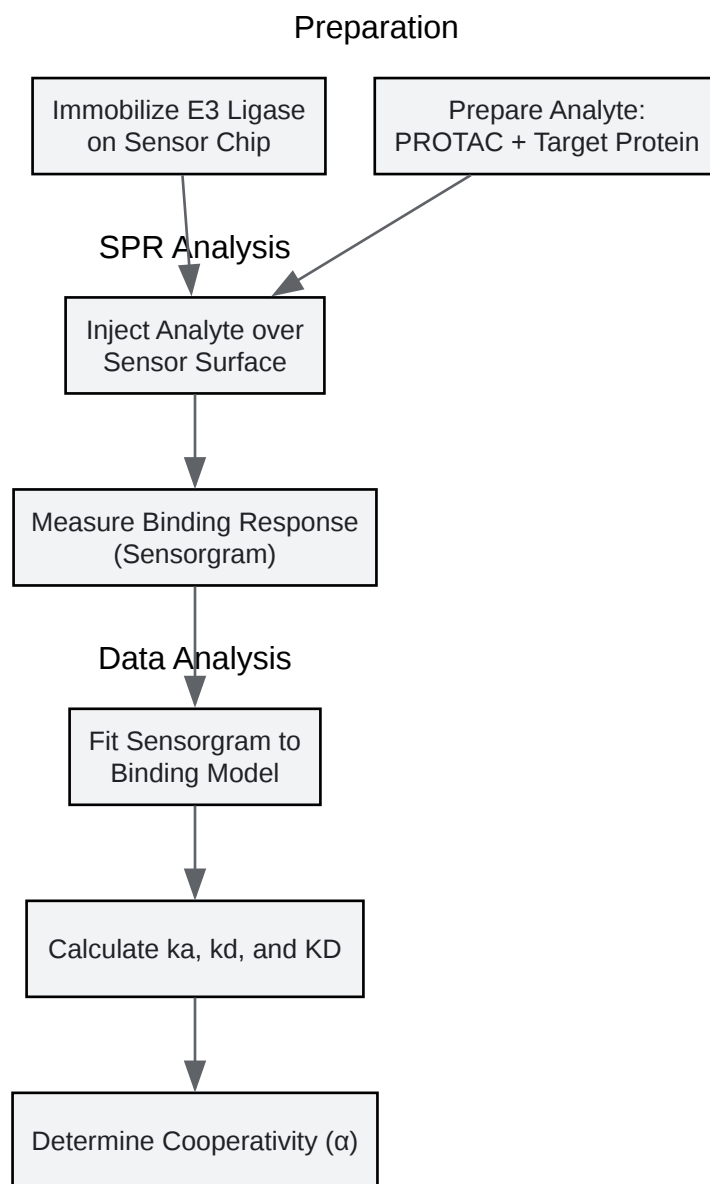 Preparation
Immobilize E3 Ligase
on Sensor Chip
Prepare Analyte:
PROTAC + Target Protein
SPR Analysis
Inject Analyte over
Sensor Surface
Measure Binding Response
(Sensorgram)
Data Analysis
Fit Sensorgram to
Binding Model
Calculate ka, kd, and KD
Determine Cooperativity (α)